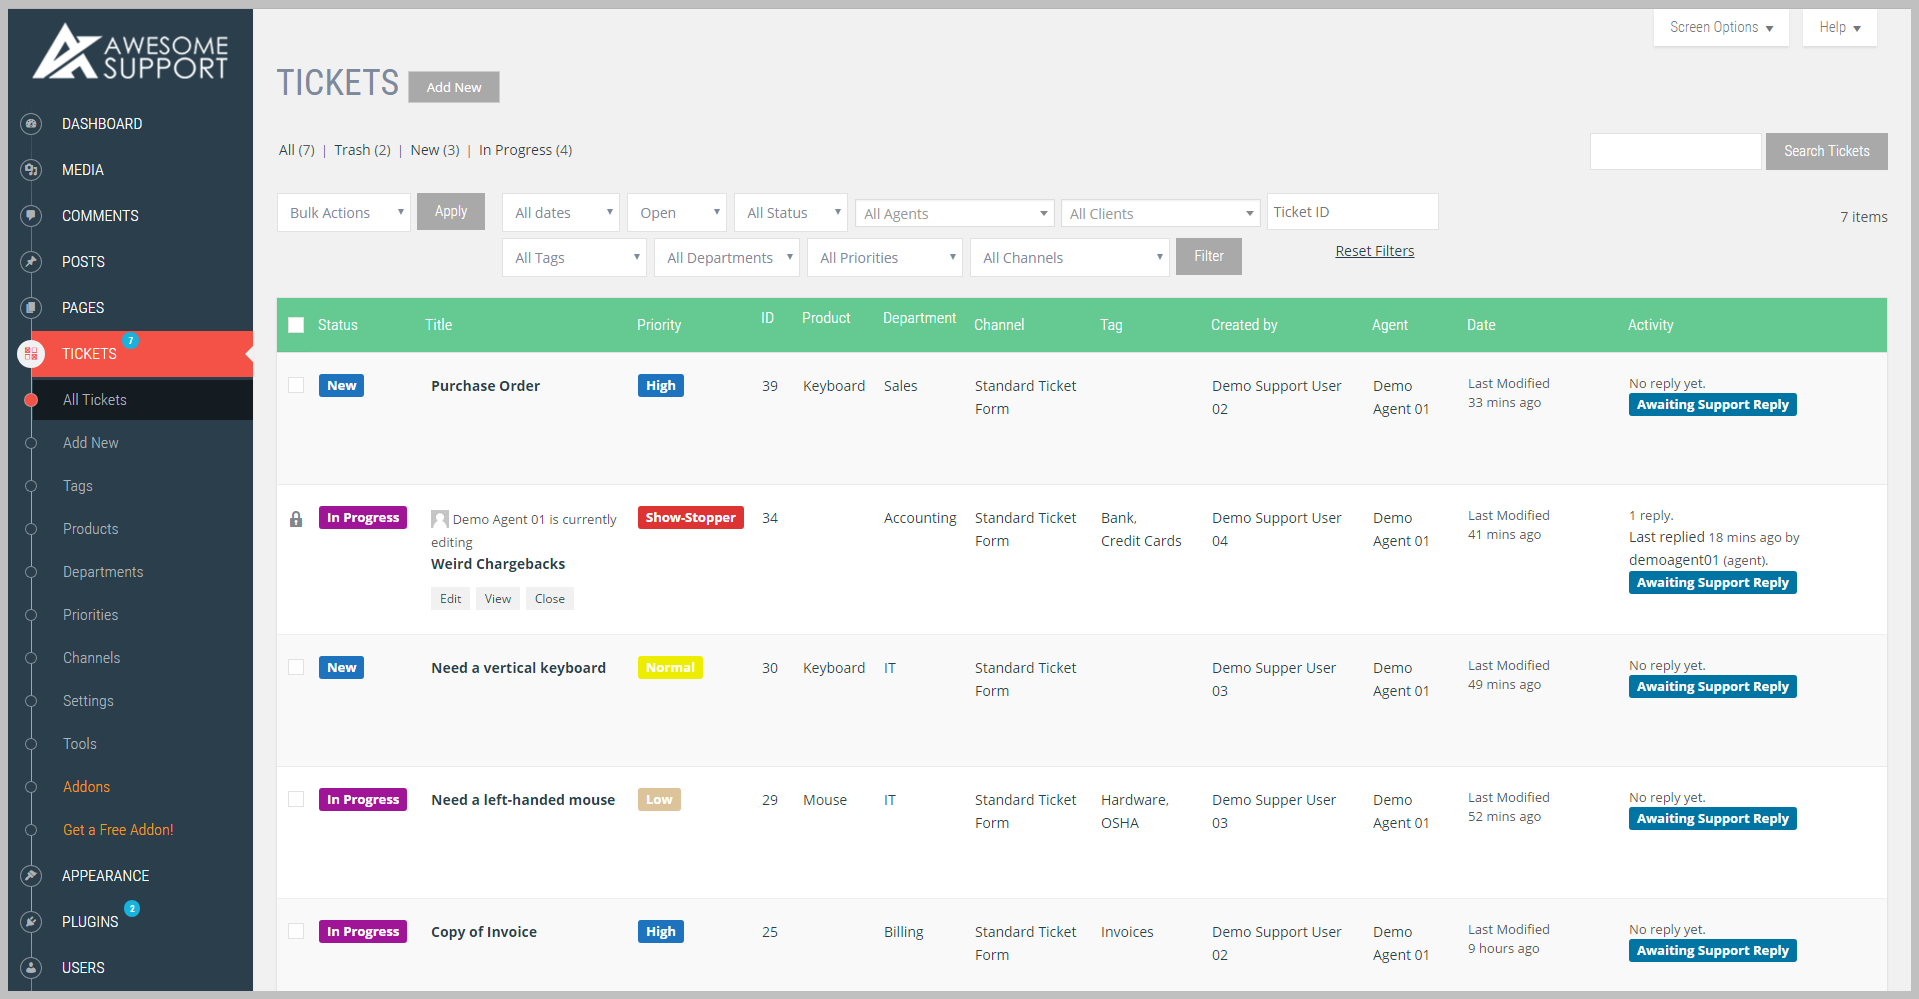 AWESOME
SUPPORT
DASHBOARD
MEDIA
COMMENTS
POSTS
PAGES
TICKETS 7
All Tickets
Add New
Tags
Products
Departments
Priorities
Channels
Settings
Tools
Addons
Get a Free Addon!
APPEARANCE
PLUGINS 2
USERS
Screen Options ▼ Help ▼
TICKETS Add New
All (7) | Trash (2) | New (3) | In Progress (4)
Search Tickets
Bulk Actions Apply All dates Open All Status All Agents All Clients Ticket ID
7 items
All Tags All Departments All Priorities All Channels Filter Reset Filters
Status Title Priority ID Product Department Channel Tag Created by Agent Date Activity
New Purchase Order High 39 Keyboard Sales Standard Ticket Demo Support User Demo Last Modified No reply yet.
Form 02 Agent 01 33 mins ago Awaiting Support Reply
In Progress Demo Agent 01 is currently Show-Stopper 34 Accounting Standard Ticket Bank, Demo Support User Demo Last Modified 1 reply.
editing Form Credit Cards 04 Agent 01 41 mins ago Last replied 18 mins ago by
Weird Chargebacks demoagent01 (agent).
Edit View Close Awaiting Support Reply
New Need a vertical keyboard Normal 30 Keyboard IT Standard Ticket Demo Supper User Demo Last Modified No reply yet.
Form 03 Agent 01 49 mins ago Awaiting Support Reply
In Progress Need a left-handed mouse Low 29 Mouse IT Standard Ticket Hardware, Demo Supper User Demo Last Modified No reply yet.
Form OSHA 03 Agent 01 52 mins ago Awaiting Support Reply
In Progress Copy of Invoice High 25 Billing Standard Ticket Invoices Demo Support User Demo Last Modified No reply yet.
Form 02 Agent 01 9 hours ago Awaiting Support Reply